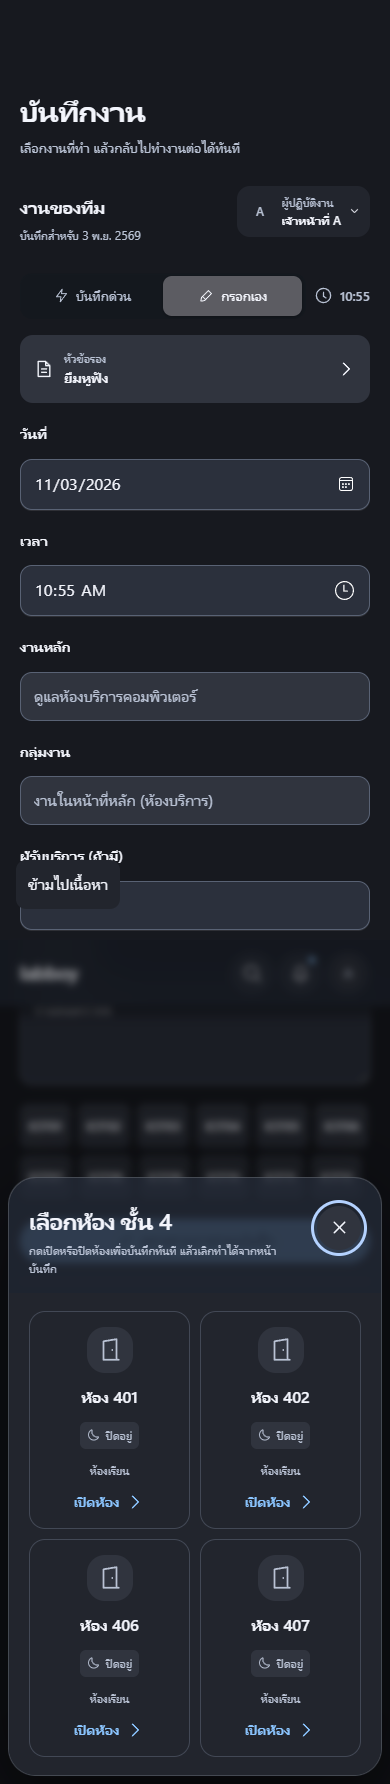 บันทึกงาน
เลือกงานที่ทำ แล้วกลับไปทำงานต่อได้ทันที
งานของทีม
บันทึกสำหรับ 3 พ.ย. 2569
A
ผู้ปฏิบัติงาน
เจ้าหน้าที่ A
บันทึกด่วน
กรอกเอง
10:55
หัวข้อรอง
ยืมหูฟัง
วันที่
11/03/2026
เวลา
10:55 AM
งานหลัก
ดูแลห้องบริการคอมพิวเตอร์
กลุ่มงาน
งานในหน้าที่หลัก (ห้องบริการ)
ผู้รับบริการ (ถ้ามี)
ข้ามไปเนื้อหา
เลือกห้อง ชั้น 4
กดเปิดหรือปิดห้องเพื่อบันทึกทันที แล้วเลิกทำได้จากหน้า
บันทึก
ห้อง 401
ปิดอยู่
ห้องเรียน
เปิดห้อง
ห้อง 402
ปิดอยู่
ห้องเรียน
เปิดห้อง
ห้อง 406
ปิดอยู่
ห้องเรียน
เปิดห้อง
ห้อง 407
ปิดอยู่
ห้องเรียน
เปิดห้อง